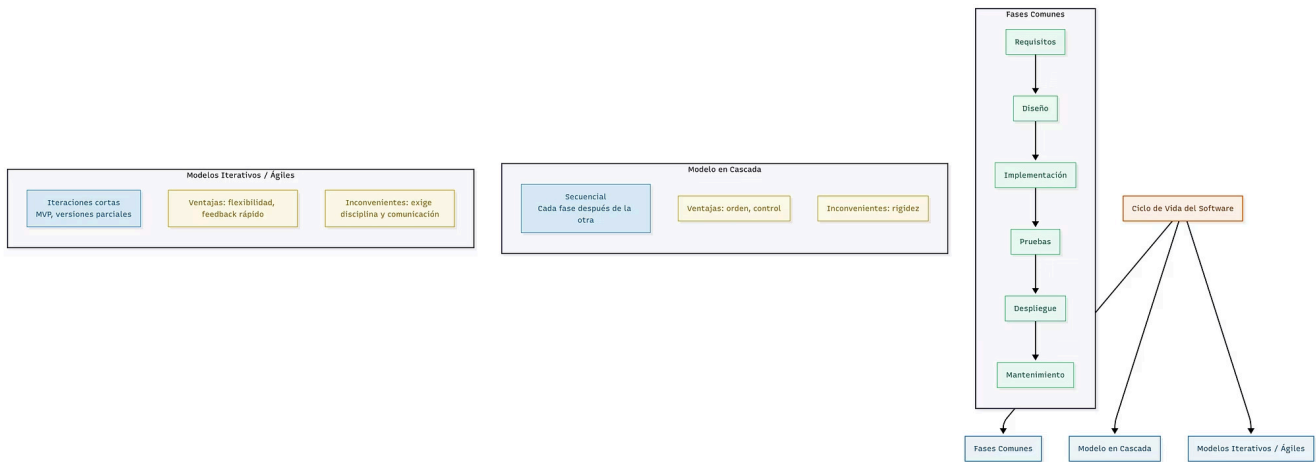 Fases Comunes
Requisitos
Diseño
Implementación
Pruebas
Despliegue
Mantenimiento
Modelos Iterativos / Ágiles
Iteraciones cortas
MVP, versiones parciales
Ventajas: flexibilidad,
feedback rápido
Inconvenientes: exige
disciplina y comunicación
Modelo en Cascada
Secuencial
Cada fase después de la
otra
Ventajas: orden, control
Inconvenientes: rigidez
Ciclo de Vida del Software
Fases Comunes
Modelo en Cascada
Modelos Iterativos / Ágiles